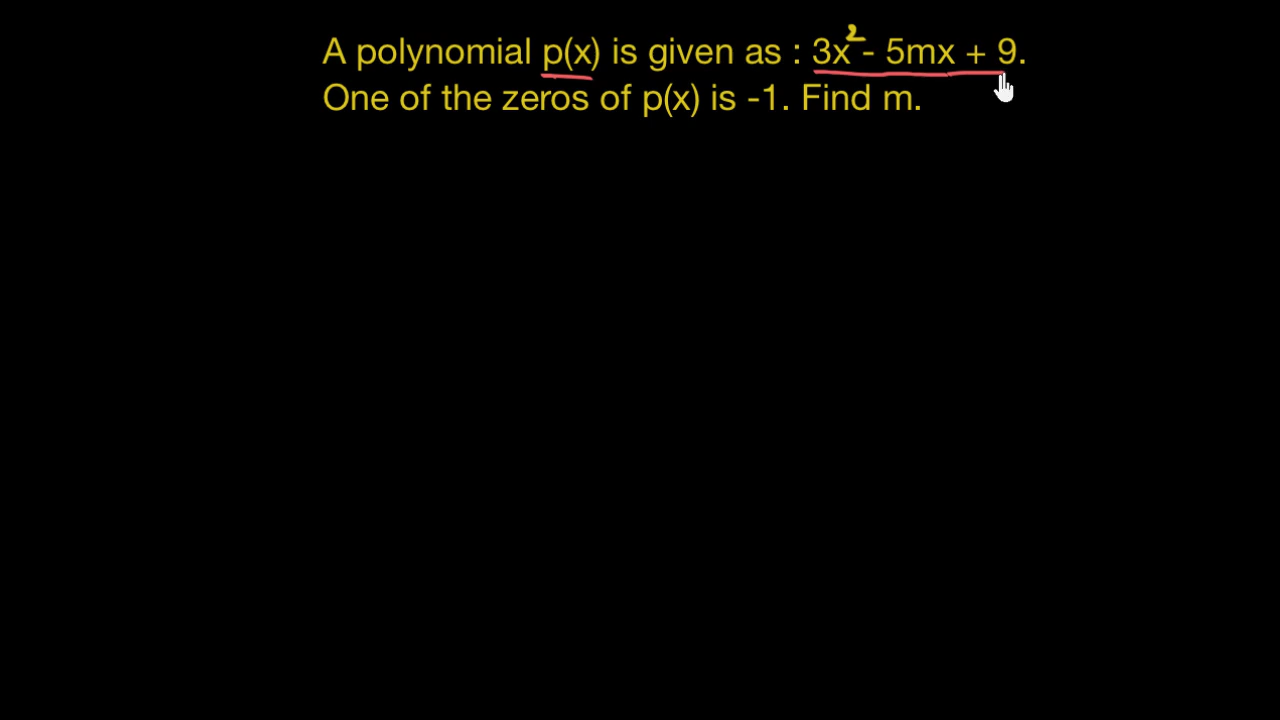 A polynomial p(x) is given as : 3x² - 5mx + 9.
One of the zeros of p(x) is -1. Find m.